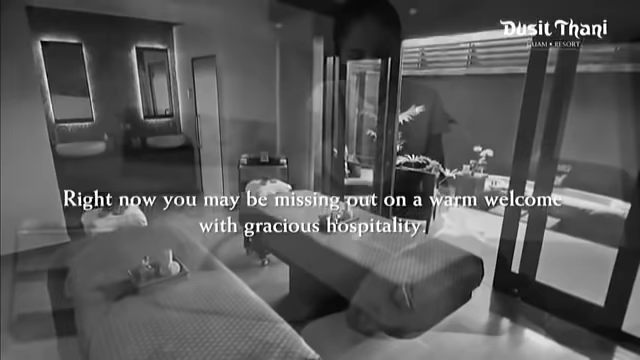 Dusit Thani
GUAM • RESORT
Right now you may be missing out on a warm welcome
with gracious hospitality.